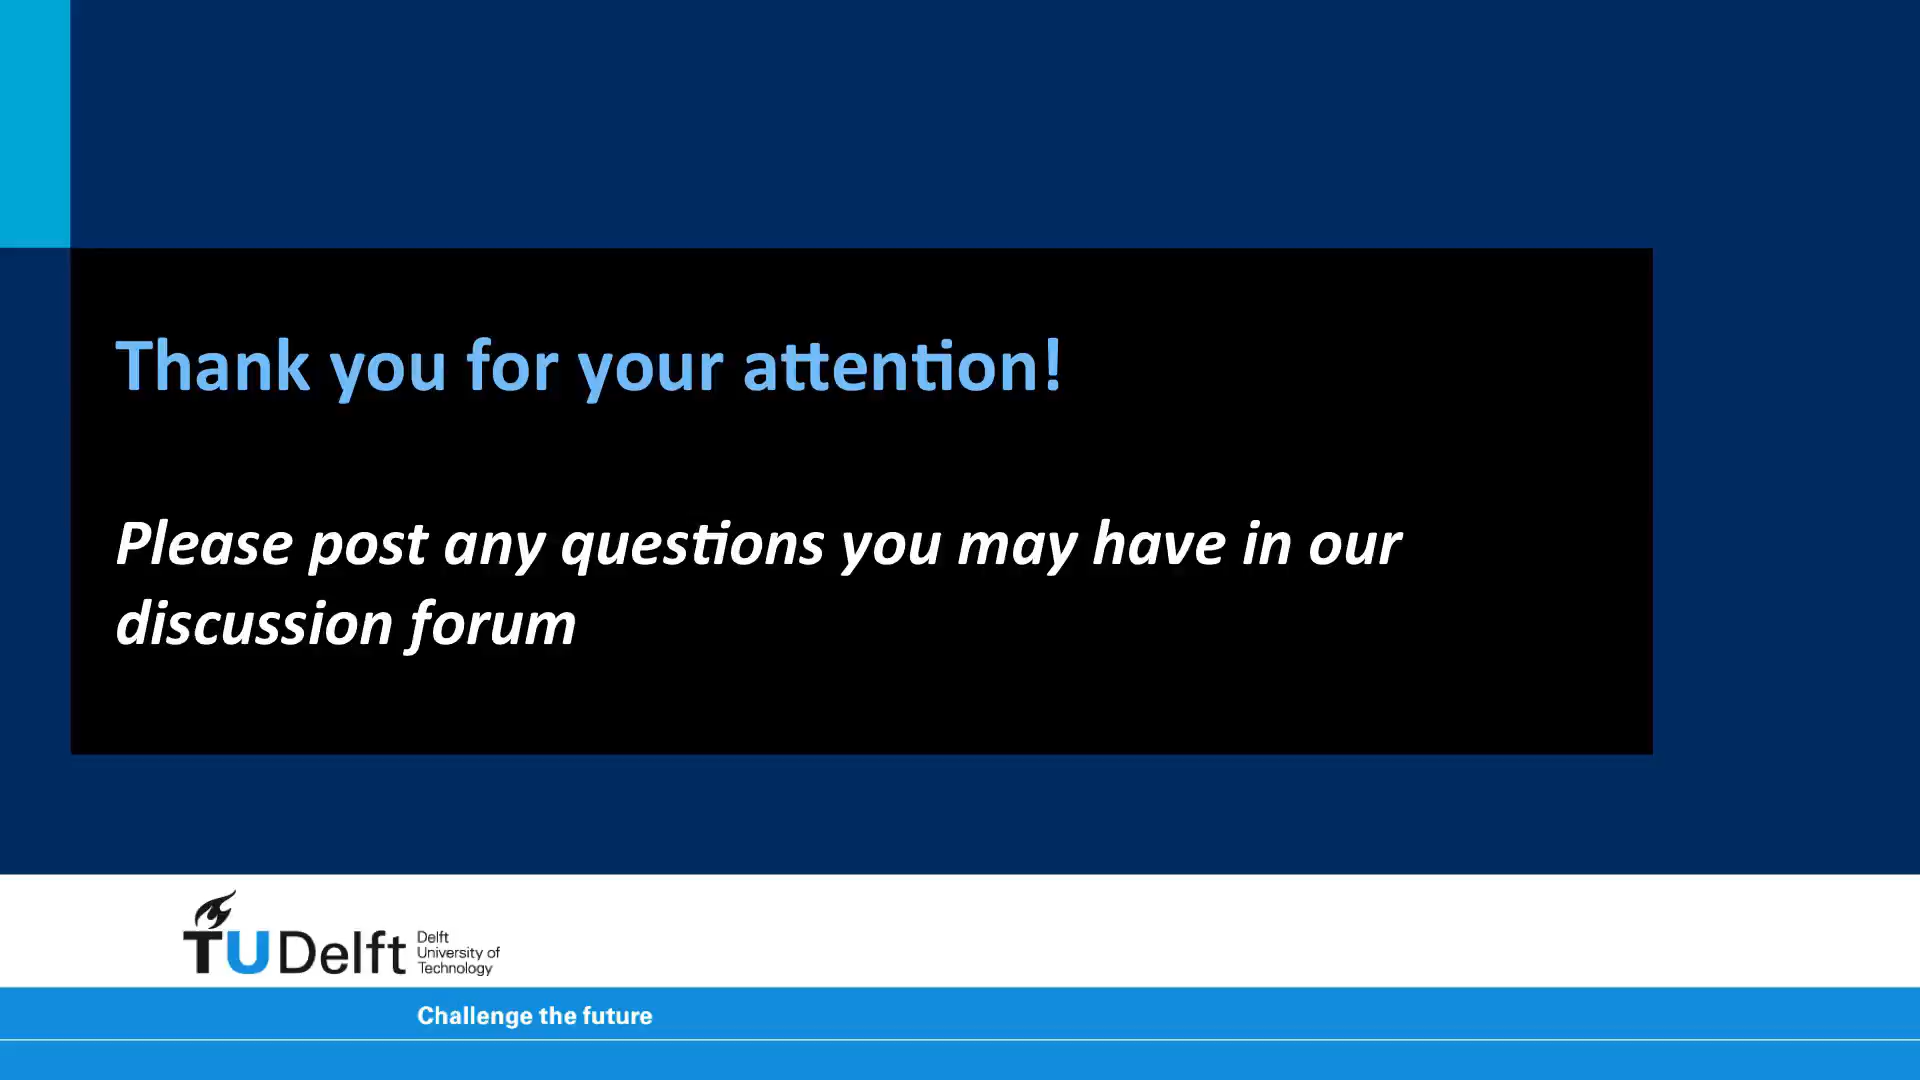 Thank you for your attention!
Please post any questions you may have in our
discussion forum
TUDelft
Delft
University of
Technology
Challenge the future